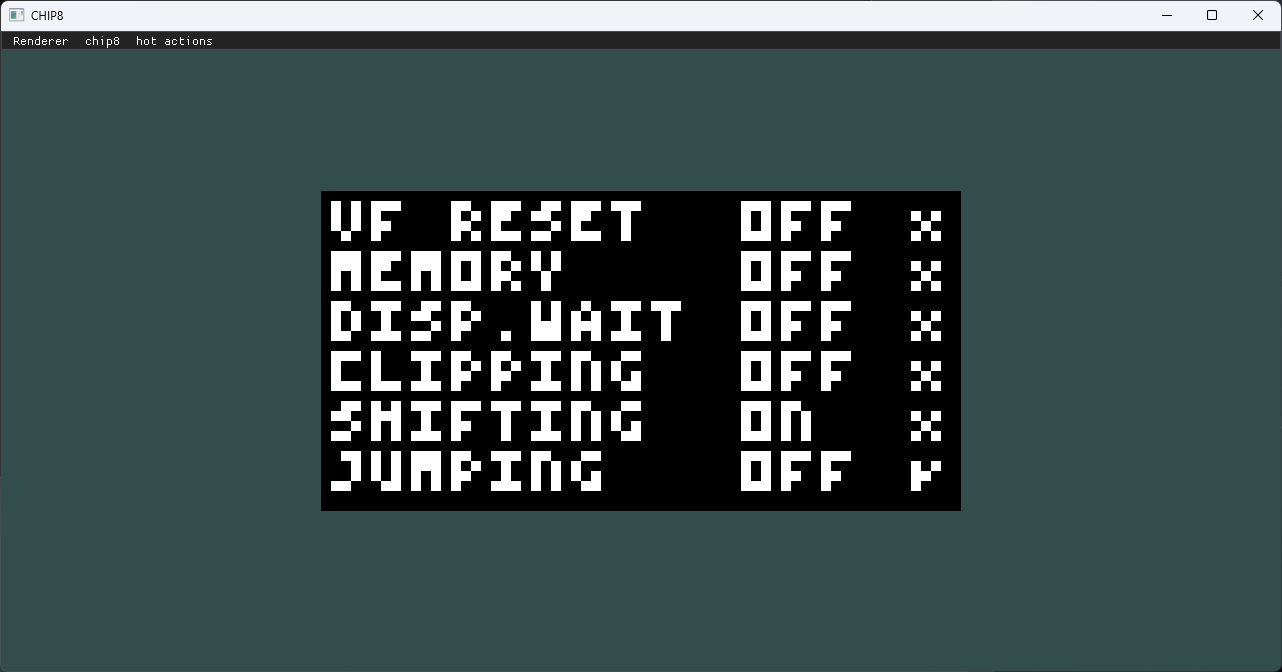 CHIP8
Renderer chip8 hot actions
VF RESET OFF x
MEMORY OFF x
DISP.WAIT OFF x
CLIPPING OFF x
SHIFTING ON x
JUMPING OFF